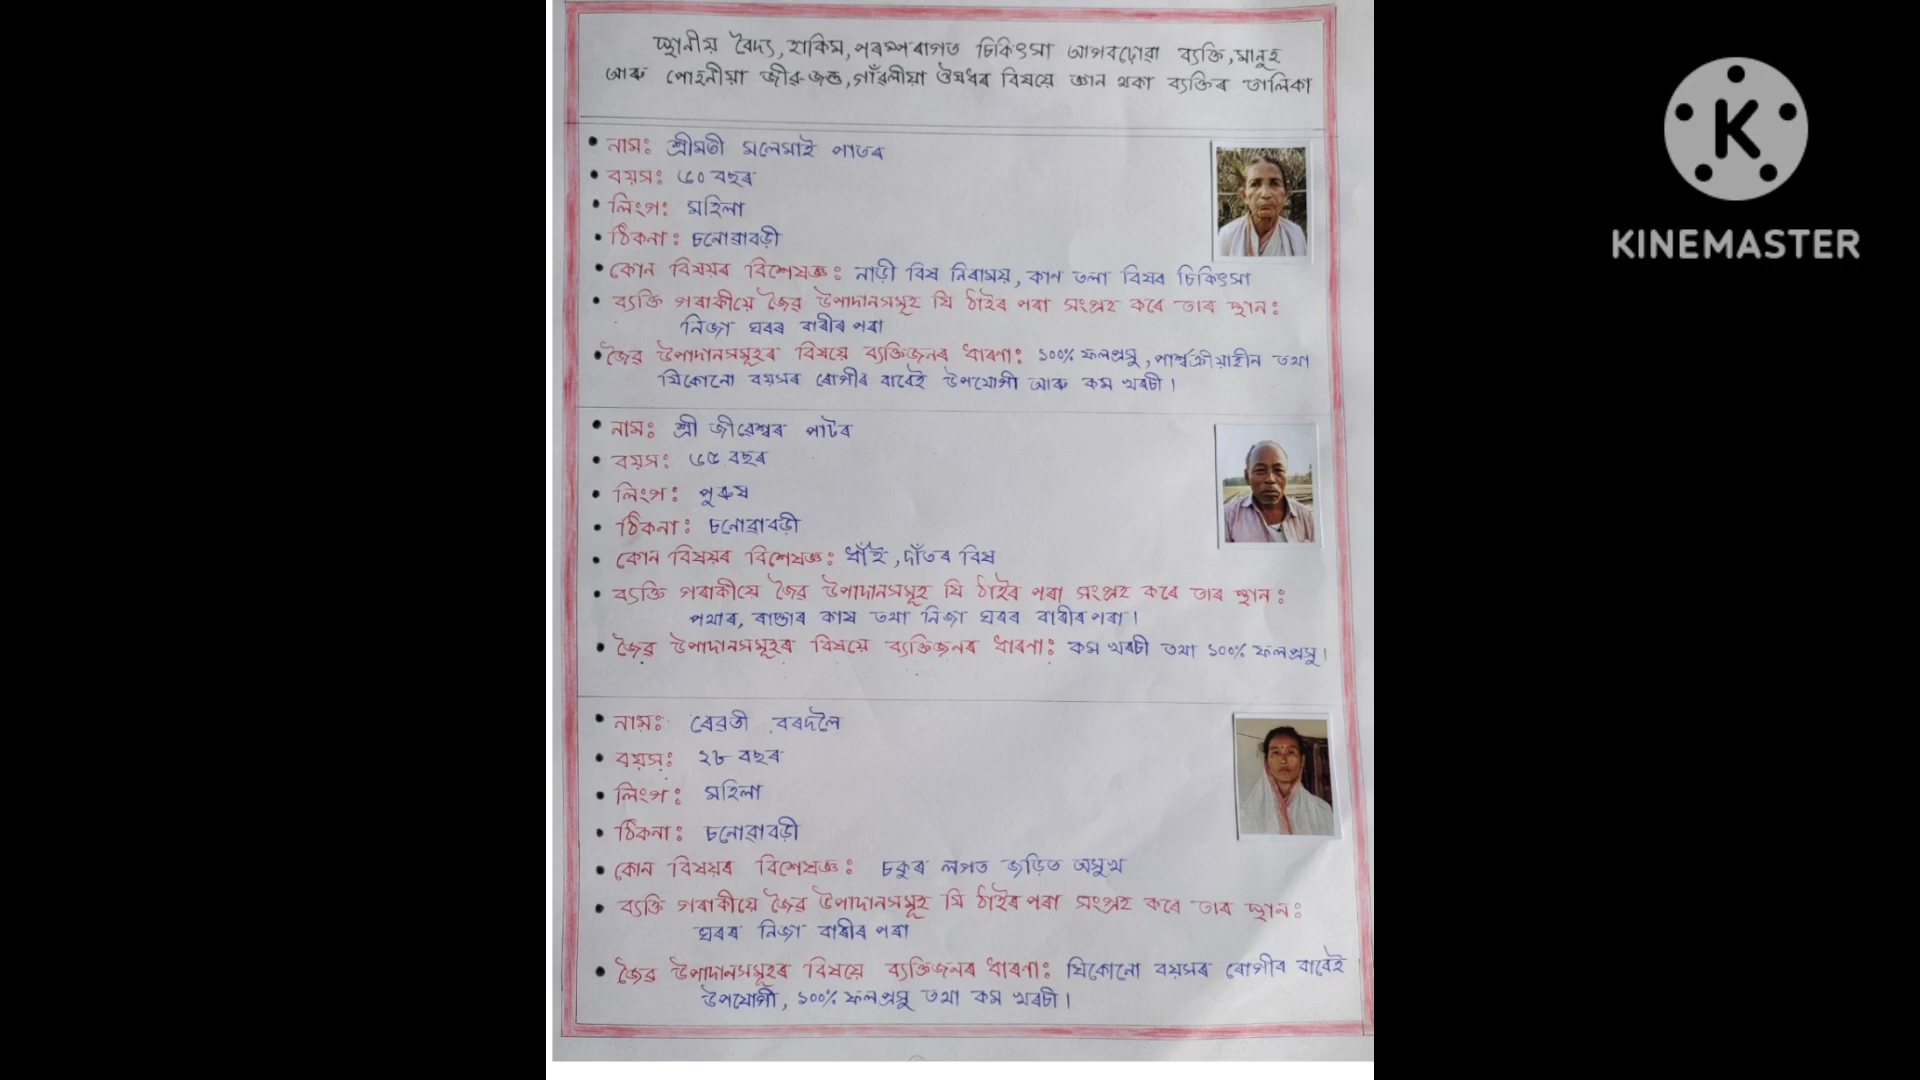 স্থানীয় বৈদ্য, হাকিম, পৰম্পৰাগত চিকিৎসা আগবঢ়োৱা ব্যক্তি, মানুহ
আৰু পোহনীয়া জীৱ-জন্তু, গাঁৱলীয়া ঔষধৰ বিষয়ে জ্ঞান থকা ব্যক্তিৰ তালিকা
• নামঃ শ্ৰীমতী মলেমাই পাতৰ
• বয়সঃ ৬০ বছৰ
• লিংগঃ মহিলা
• ঠিকনাঃ চনোৱাবড়ী
• কোন বিষয়ৰ বিশেষজ্ঞঃ নাড়ী বিষ নিৰাময়, কাণ তলা বিষৰ চিকিৎসা
• ব্যক্তি গৰাকীয়ে জৈৱ উপাদানসমূহ যি ঠাইৰ পৰা সংগ্ৰহ কৰে তাৰ স্থানঃ
নিজা ঘৰৰ বাৰীৰ পৰা
• জৈৱ উপাদানসমূহৰ বিষয়ে ব্যক্তিজনৰ ধাৰণাঃ ১০০% ফলপ্ৰসু, পাৰ্শ্বক্ৰীয়াহীন তথা
যিকোনো বয়সৰ ৰোগীৰ বাবেই উপযোগী আৰু কম খৰচী।
• নামঃ শ্ৰী জীৱেশ্বৰ পাটৰ
• বয়সঃ ৬৫ বছৰ
• লিংগঃ পুৰুষ
• ঠিকনাঃ চনোৱাবড়ী
• কোন বিষয়ৰ বিশেষজ্ঞঃ ধাঁই, দাঁতৰ বিষ
• ব্যক্তি গৰাকীয়ে জৈৱ উপাদানসমূহ যি ঠাইৰ পৰা সংগ্ৰহ কৰে তাৰ স্থানঃ
পথাৰ, ৰাস্তাৰ কাষ তথা নিজা ঘৰৰ বাৰীৰ পৰা।
• জৈৱ উপাদানসমূহৰ বিষয়ে ব্যক্তিজনৰ ধাৰণাঃ কম খৰচী তথা ১০০% ফলপ্ৰসু।
• নামঃ ৰেৱতী বৰদলৈ
• বয়সঃ ২৮ বছৰ
• লিংগঃ মহিলা
• ঠিকনাঃ চনোৱাবড়ী
• কোন বিষয়ৰ বিশেষজ্ঞঃ চকুৰ লগত জড়িত অসুখ
• ব্যক্তি গৰাকীয়ে জৈৱ উপাদানসমূহ যি ঠাইৰ পৰা সংগ্ৰহ কৰে তাৰ স্থানঃ
ঘৰৰ নিজা বাৰীৰ পৰা
• জৈৱ উপাদানসমূহৰ বিষয়ে ব্যক্তিজনৰ ধাৰণাঃ যিকোনো বয়সৰ ৰোগীৰ বাবেই
উপযোগী, ১০০% ফলপ্ৰসু তথা কম খৰচী।
K
KINEMASTER